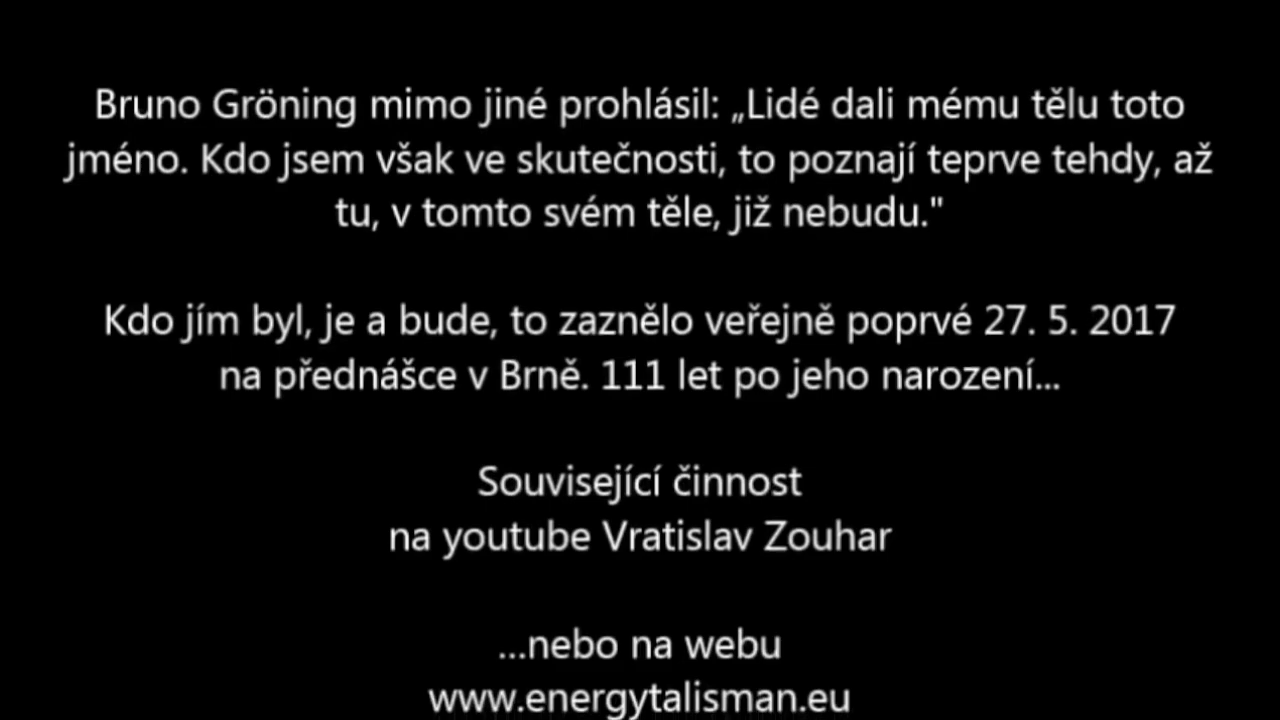 Bruno Gröning mimo jiné prohlásil: „Lidé dali mému tělu toto
jméno. Kdo jsem však ve skutečnosti, to poznají teprve tehdy, až
tu, v tomto svém těle, již nebudu."
Kdo jím byl, je a bude, to zaznělo veřejně poprvé 27. 5. 2017
na přednášce v Brně. 111 let po jeho narození...
Související činnost
na youtube Vratislav Zouhar
...nebo na webu
www.energytalisman.eu